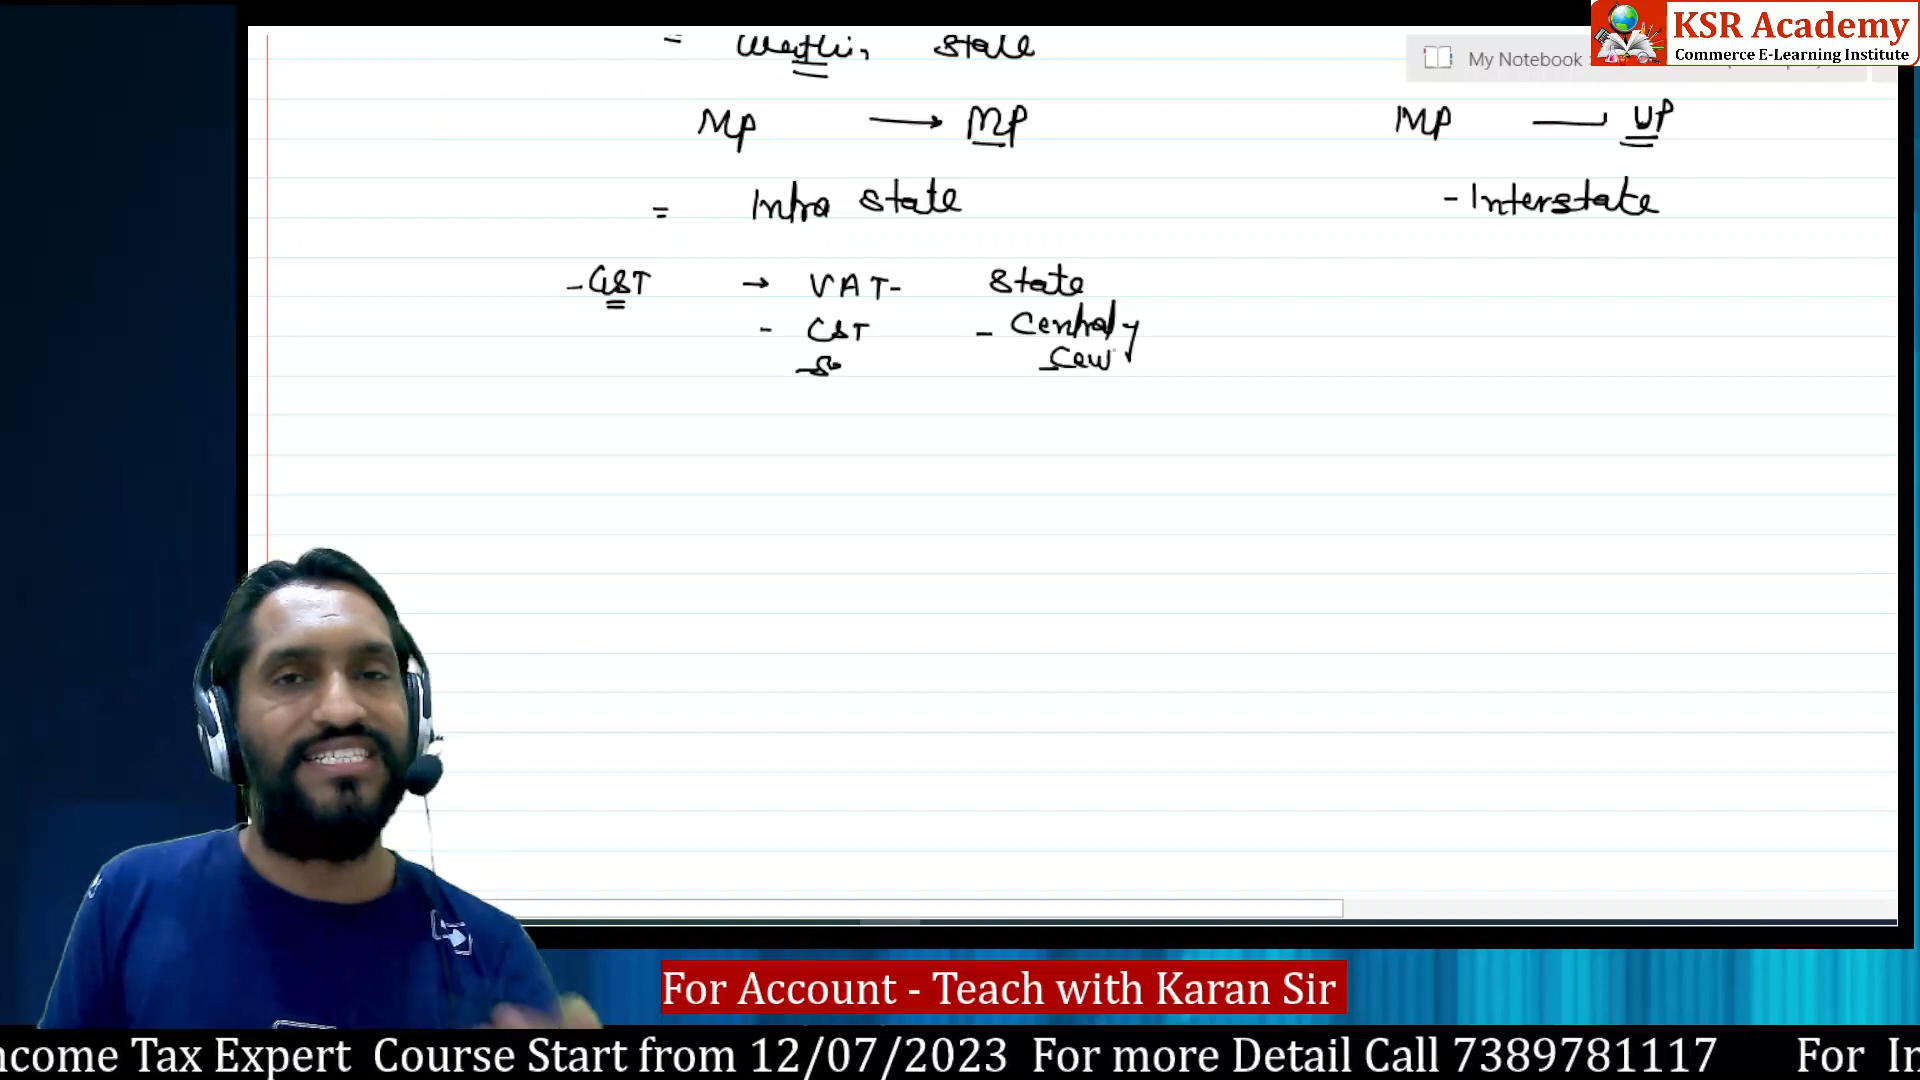 KSR Academy
Commerce E-Learning Institute
My Notebook
= State
MP → MP
MP — UP
= Intra State
- Interstate
- GST → VAT - State
- CST - Central
For Account - Teach with Karan Sir
ncome Tax Expert Course Start from 12/07/2023 For more Detail Call 7389781117 For In